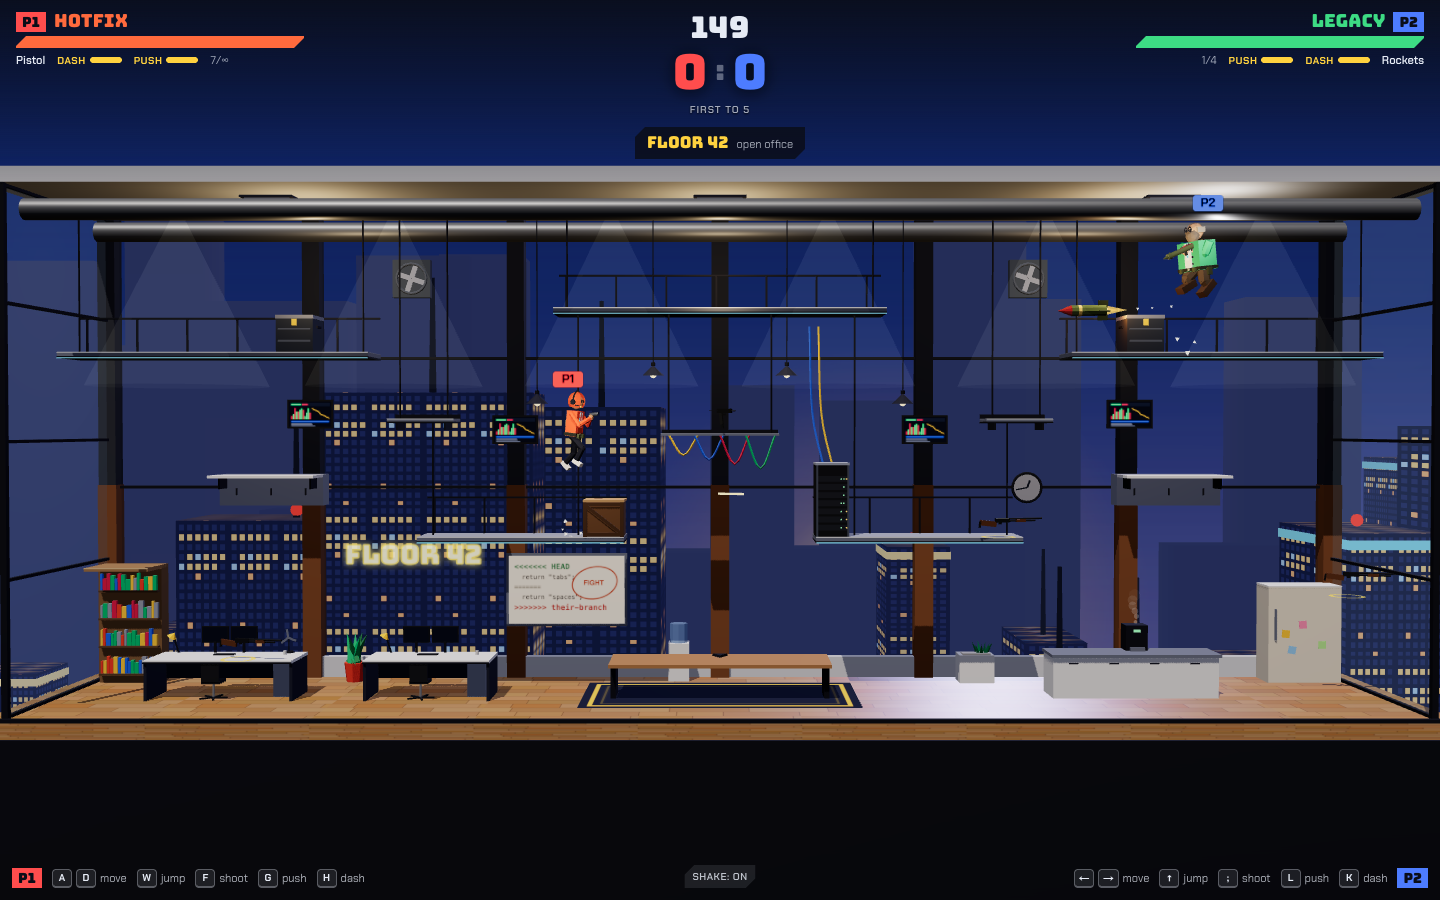 P1 HOTFIX
Pistol DASH PUSH 7/∞
149
0:0
FIRST TO 5
FLOOR 42 open office
LEGACY P2
1/4 PUSH DASH Rockets
P2
P1
FLOOR 42
<<<<<<< HEAD
return "tabs"
=======
return "spaces"
>>>>>>> their-branch
FIGHT
P1 A D move W jump F shoot G push H dash
SHAKE: ON
← → move ↑ jump ; shoot L push K dash P2